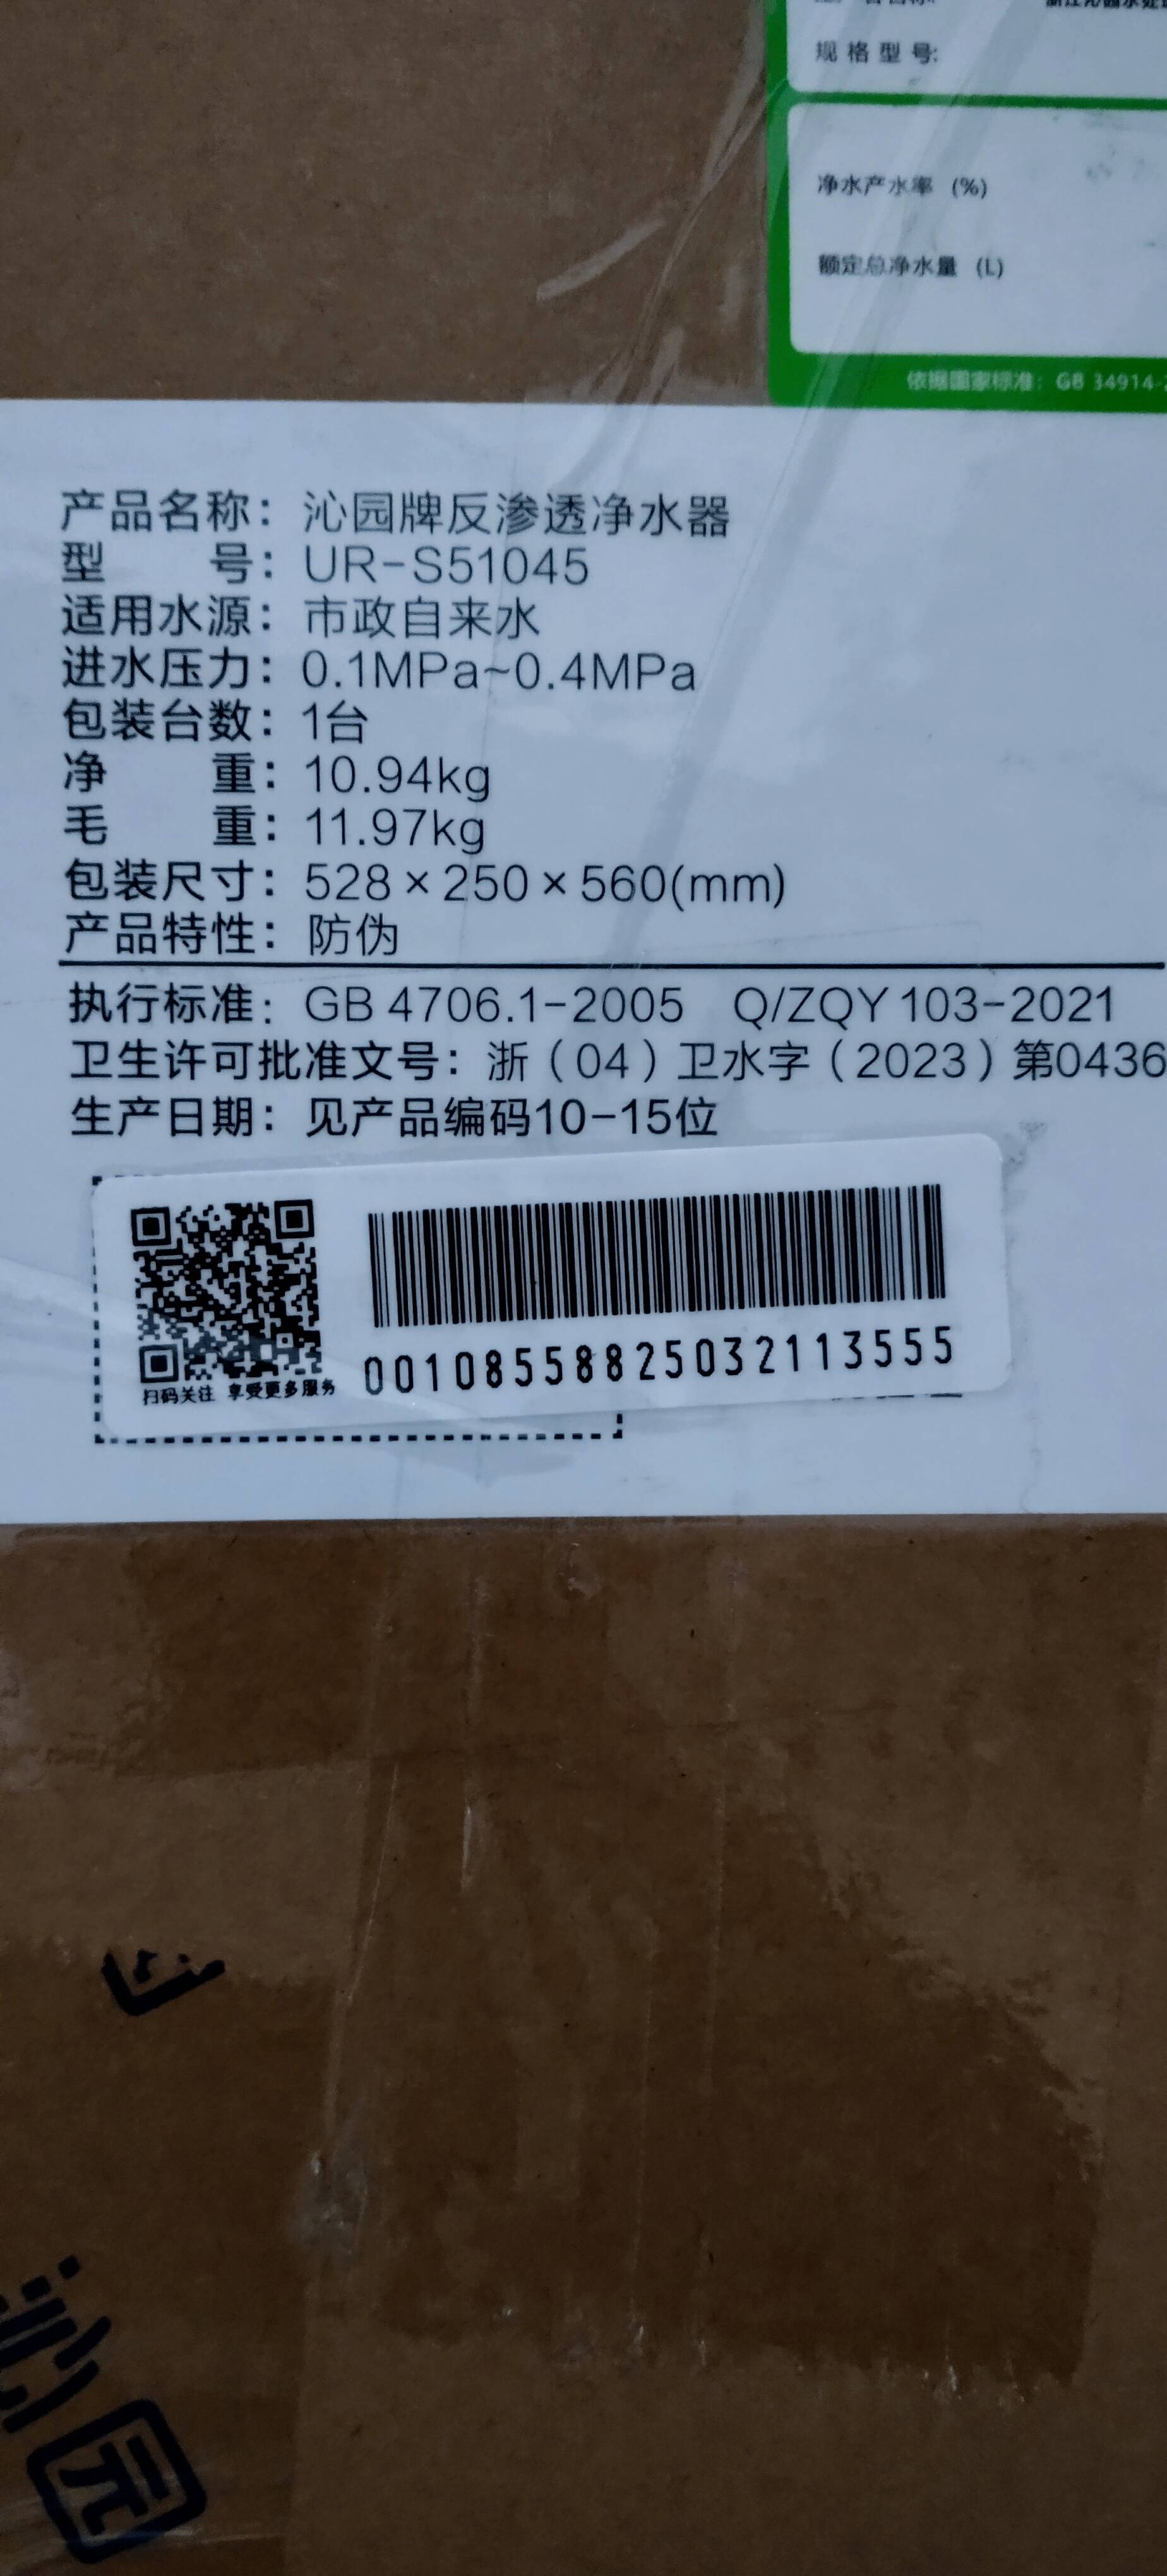 规格型号:
净水产水率 (%)
额定总净水量 (L)
依据国家标准: GB 34914-
产品名称: 沁园牌反渗透净水器
型 号: UR-S51045
适用水源: 市政自来水
进水压力: 0.1MPa~0.4MPa
包装台数: 1台
净 重: 10.94kg
毛 重: 11.97kg
包装尺寸: 528×250×560(mm)
产品特性: 防伪
执行标准: GB 4706.1-2005 Q/ZQY 103-2021
卫生许可批准文号: 浙（04）卫水字（2023）第0436
生产日期: 见产品编码10-15位
00108558825032113555
扫码关注 享受更多服务
沁园